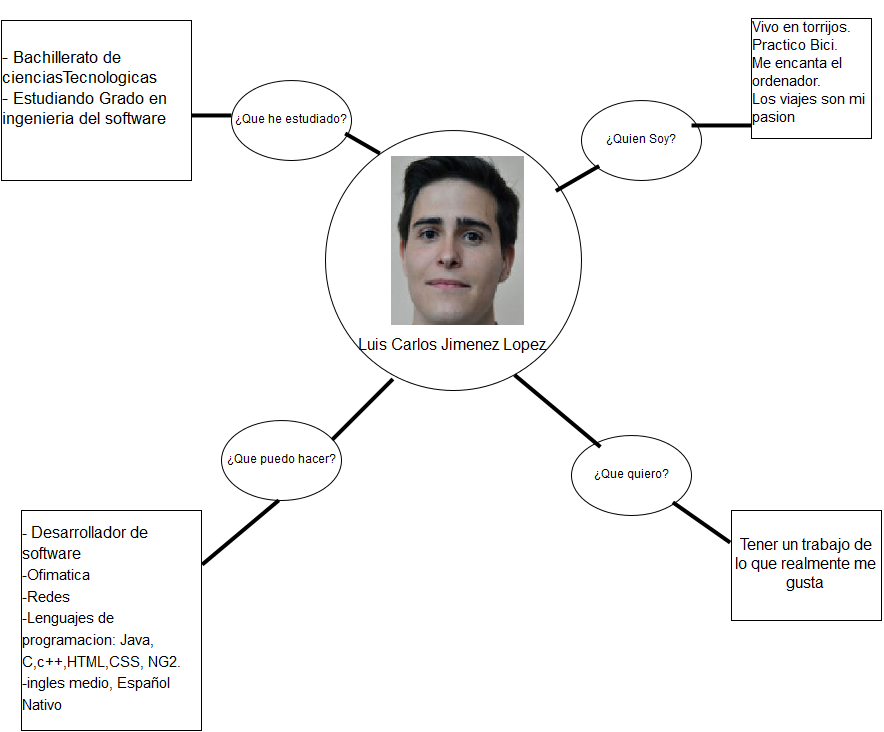 - Bachillerato de
cienciasTecnologicas
- Estudiando Grado en
ingenieria del software
¿Que he estudiado?
¿Quien Soy?
Vivo en torrijos.
Practico Bici.
Me encanta el
ordenador.
Los viajes son mi
pasion
Luis Carlos Jimenez Lopez
¿Que puedo hacer?
- Desarrollador de
software
-Ofimatica
-Redes
-Lenguajes de
programacion: Java,
C,c++,HTML,CSS, NG2.
-ingles medio, Español
Nativo
¿Que quiero?
Tener un trabajo de
lo que realmente me
gusta